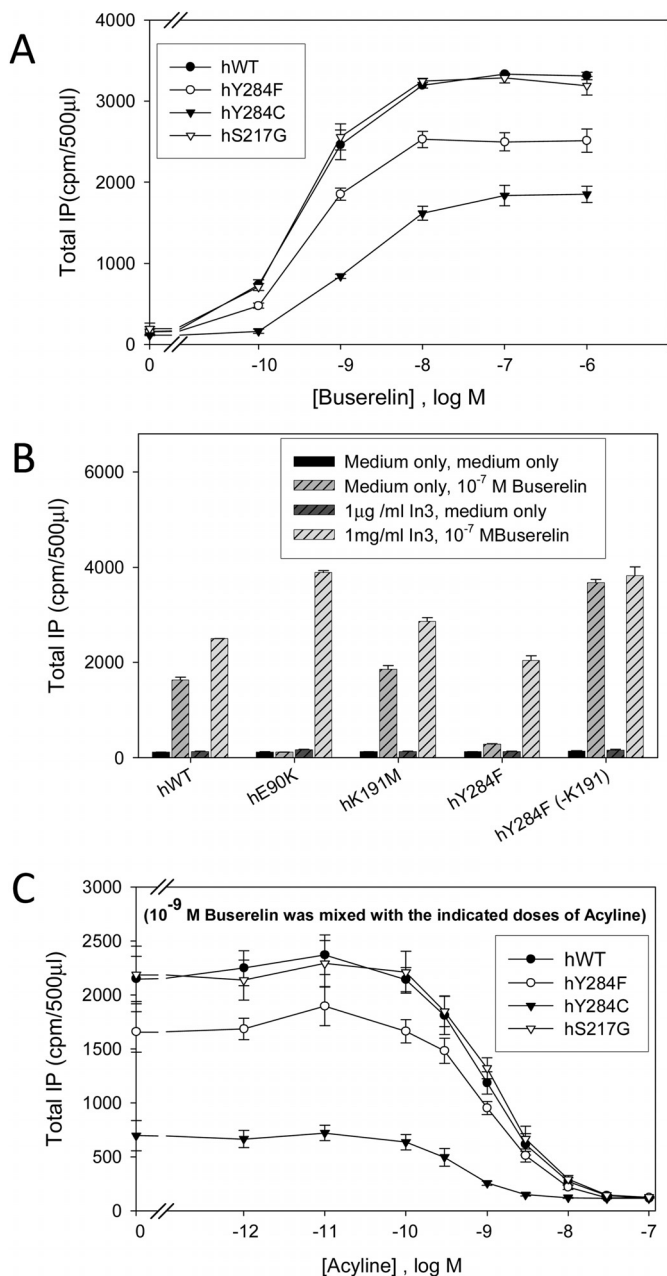 A
4000
3000
2000
1000
0
Total IP(cpm/500µl)
hWT
hY284F
hY284C
hS217G
0 -10 -9 -8 -7 -6
[Buserelin] , log M
B
6000
4000
2000
0
Total IP (cpm/500µl)
Medium only, medium only
Medium only, 10-7 M Buserelin
1µg /ml In3, medium only
1mg/ml In3, 10-7 MBuserelin
hWT hE90K hK191M hY284F hY284F (-K191)
C
3000
2500
2000
1500
1000
500
0
Total IP (cpm/500µl)
(10-9 M Buserelin was mixed with the indicated doses of Acyline)
hWT
hY284F
hY284C
hS217G
0 -12 -11 -10 -9 -8 -7
[Acyline] , log M